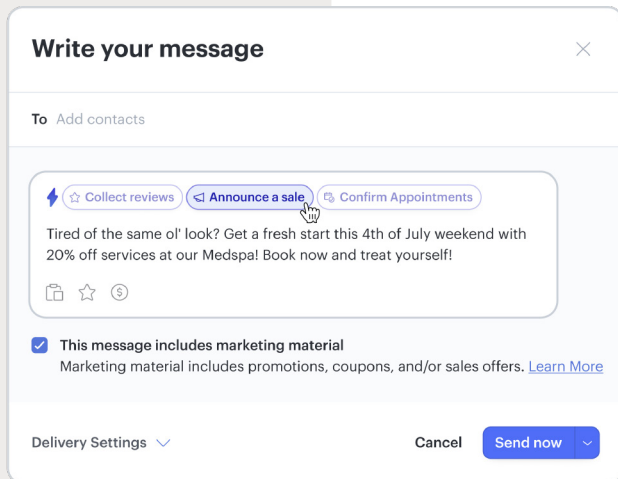 Write your message
To Add contacts
Collect reviews Announce a sale Confirm Appointments
Tired of the same ol' look? Get a fresh start this 4th of July weekend with
20% off services at our Medspa! Book now and treat yourself!
This message includes marketing material
Marketing material includes promotions, coupons, and/or sales offers. Learn More
Delivery Settings Cancel Send now